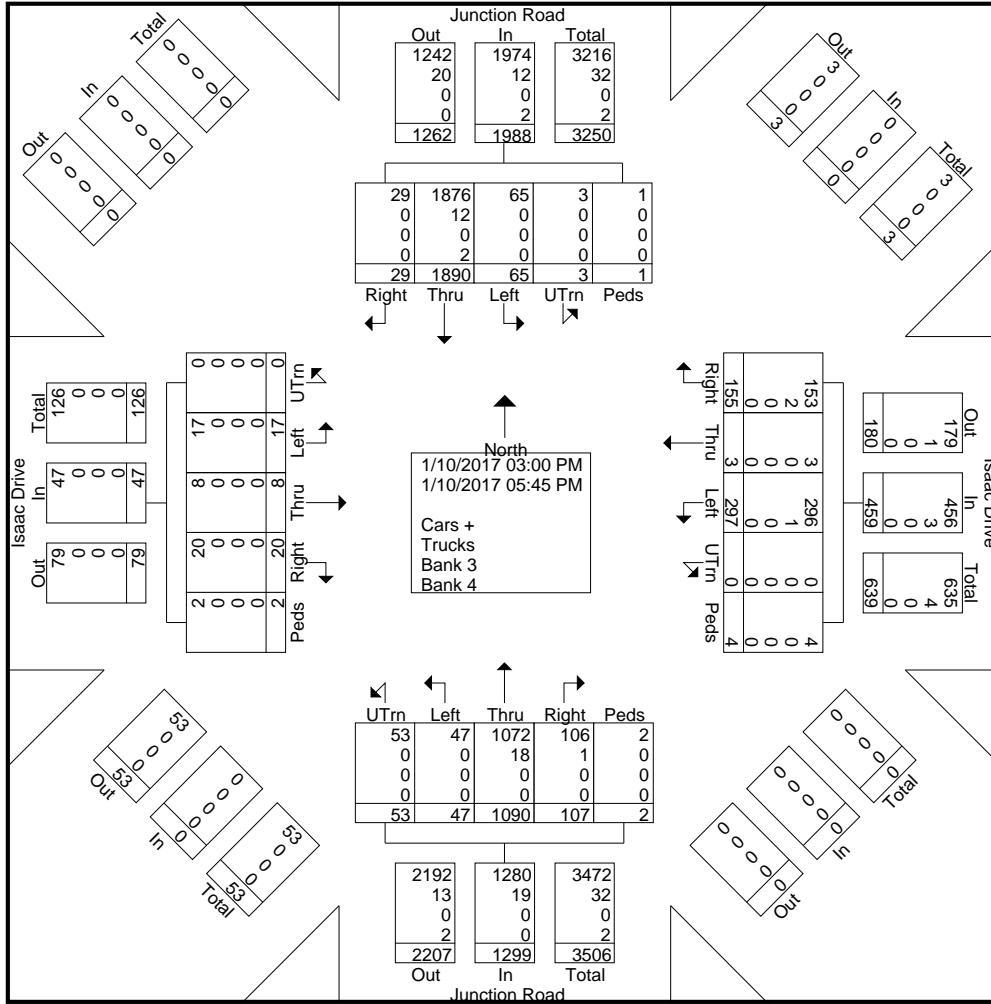 Junction Road
Out In Total
1242 1974 3216
20 12 32
0 0 0
0 2 2
1262 1988 3250
29 1876 65 3 1
0 12 0 0 0
0 0 0 0 0
0 2 0 0 0
29 1890 65 3 1
Right Thru Left UTrn Peds
Total
0 0 0 0 0
In
0 0 0 0 0
Out
0 0 0 0 0
Out
3 0 0 0 3
In
0 0 0 0 0
Total
3 0 0 0 3
Isaac Drive
Total
126 0 0 0 126
In
47 0 0 0 47
Out
79 0 0 0 79
0 0 0 0 0
UTrn
17 0 0 0 17
Left
8 0 0 0 8
Thru
20 0 0 0 20
Right
2 0 0 0 2
Peds
North
1/10/2017 03:00 PM
1/10/2017 05:45 PM
Cars +
Trucks
Bank 3
Bank 4
Right
153 2 0 0 155
Thru
3 0 0 0 3
Left
296 1 0 0 297
UTrn
0 0 0 0 0
Peds
4 0 0 0 4
Out
179 1 0 0 180
In
456 3 0 0 459
Total
635 4 0 0 639
Isaac Drive
UTrn Left Thru Right Peds
53 47 1072 106 2
0 0 18 1 0
0 0 0 0 0
0 0 0 0 0
53 47 1090 107 2
2192 1280 3472
13 19 32
0 0 0
2 0 2
2207 1299 3506
Out In Total
Junction Road
53 0 0 0 53
Out
0 0 0 0 0
In
53 0 0 0 53
Total
0 0 0 0 0
Total
0 0 0 0 0
In
0 0 0 0 0
Out